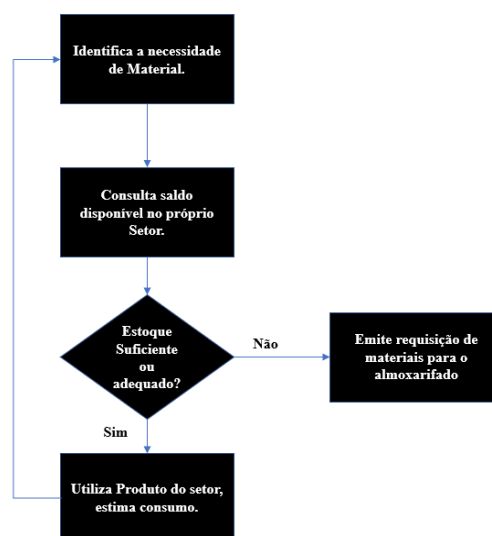 Identifica a necessidade
de Material.
Consulta saldo
disponível no próprio
Setor.
Estoque
Suficiente
ou
adequado?
Não
Emite requisição de
materiais para o
almoxarifado
Sim
Utiliza Produto do setor,
estima consumo.